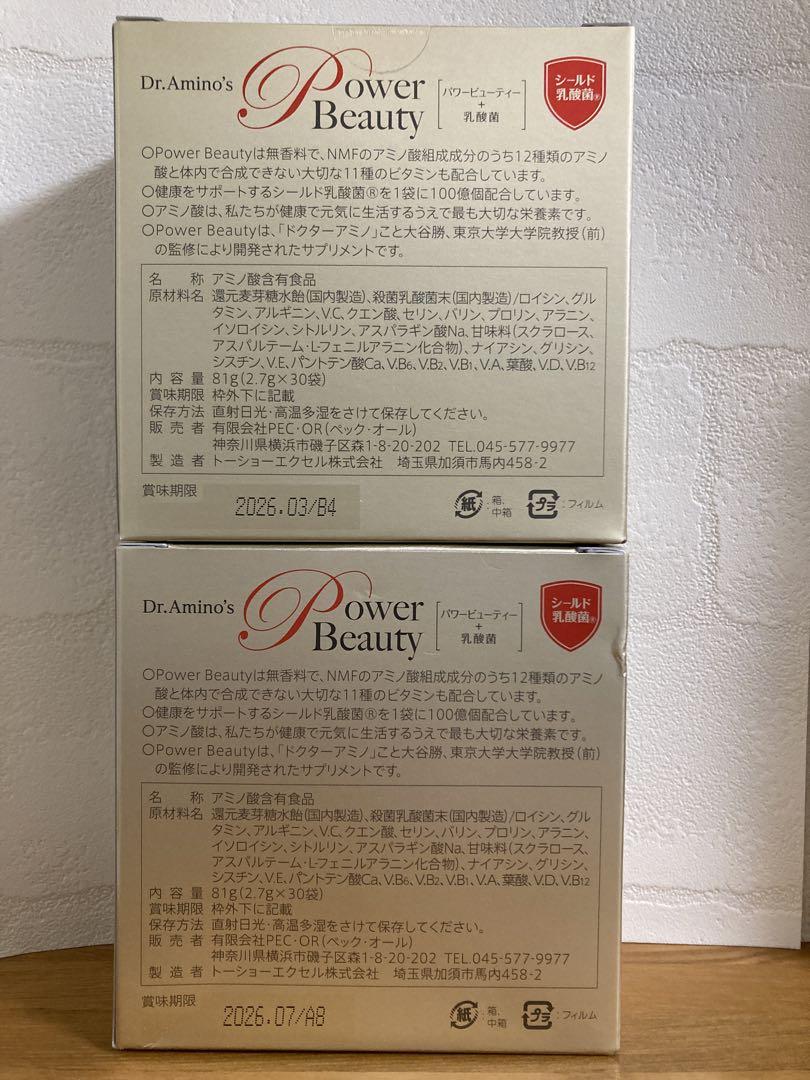 Dr.Amino's Power Beauty [パワービューティー + 乳酸菌] シールド 乳酸菌®
○Power Beautyは無香料で、NMFのアミノ酸組成成分のうち12種類のアミノ
酸と体内で合成できない大切な11種のビタミンも配合しています。
○健康をサポートするシールド乳酸菌®を1袋に100億個配合しています。
○アミノ酸は、私たちが健康で元気に生活するうえで最も大切な栄養素です。
○Power Beautyは、「ドクターアミノ」こと大谷勝、東京大学大学院教授(前)
の監修により開発されたサプリメントです。
名 称 アミノ酸含有食品
原材料名 還元麦芽糖水飴(国内製造)、殺菌乳酸菌末(国内製造)/ロイシン、グル
タミン、アルギニン、V.C、クエン酸、セリン、バリン、プロリン、アラニン、
イソロイシン、シトルリン、アスパラギン酸Na、甘味料(スクラロース、
アスパルテーム・L-フェニルアラニン化合物)、ナイアシン、グリシン、
シスチン、V.E、パントテン酸Ca、V.B6、V.B2、V.B1、V.A、葉酸、V.D、V.B12
内 容 量 81g(2.7g×30袋)
賞味期限 枠外下に記載
保存方法 直射日光・高温多湿をさけて保存してください。
販 売 者 有限会社PEC・OR(ペック・オール)
神奈川県横浜市磯子区森1-8-20-202 TEL.045-577-9977
製 造 者 トーショーエクセル株式会社 埼玉県加須市馬内458-2
賞味期限 2026.03/B4 紙 :箱、中箱 プラ :フィルム
Dr.Amino's Power Beauty [パワービューティー + 乳酸菌] シールド 乳酸菌®
○Power Beautyは無香料で、NMFのアミノ酸組成成分のうち12種類のアミノ
酸と体内で合成できない大切な11種のビタミンも配合しています。
○健康をサポートするシールド乳酸菌®を1袋に100億個配合しています。
○アミノ酸は、私たちが健康で元気に生活するうえで最も大切な栄養素です。
○Power Beautyは、「ドクターアミノ」こと大谷勝、東京大学大学院教授(前)
の監修により開発されたサプリメントです。
名 称 アミノ酸含有食品
原材料名 還元麦芽糖水飴(国内製造)、殺菌乳酸菌末(国内製造)/ロイシン、グル
タミン、アルギニン、V.C、クエン酸、セリン、バリン、プロリン、アラニン、
イソロイシン、シトルリン、アスパラギン酸Na、甘味料(スクラロース、
アスパルテーム・L-フェニルアラニン化合物)、ナイアシン、グリシン、
シスチン、V.E、パントテン酸Ca、V.B6、V.B2、V.B1、V.A、葉酸、V.D、V.B12
内 容 量 81g(2.7g×30袋)
賞味期限 枠外下に記載
保存方法 直射日光・高温多湿をさけて保存してください。
販 売 者 有限会社PEC・OR(ペック・オール)
神奈川県横浜市磯子区森1-8-20-202 TEL.045-577-9977
製 造 者 トーショーエクセル株式会社 埼玉県加須市馬内458-2
賞味期限 2026.07/A8 紙 :箱、中箱 プラ :フィルム